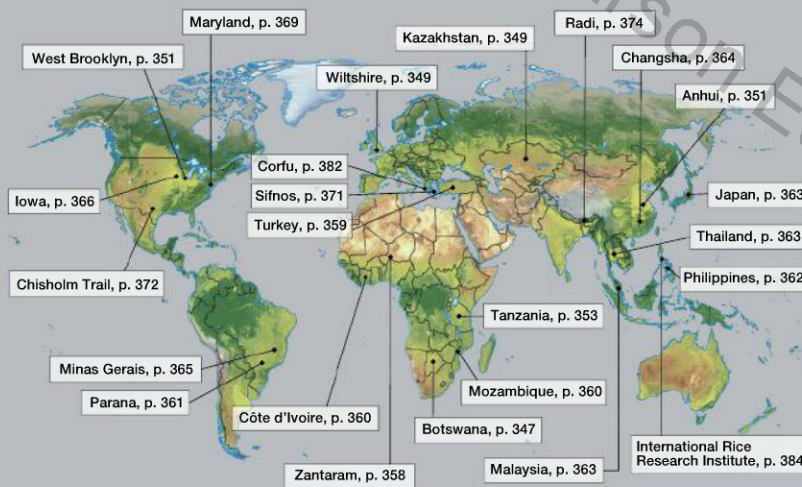 Maryland, p. 369
Radi, p. 374
Kazakhstan, p. 349
West Brooklyn, p. 351
Changsha, p. 364
Wiltshire, p. 349
Anhui, p. 351
Corfu, p. 382
Iowa, p. 366
Sifnos, p. 371
Japan, p. 363
Turkey, p. 359
Thailand, p. 363
Chisholm Trail, p. 372
Philippines, p. 362
Tanzania, p. 353
Minas Gerais, p. 365
Mozambique, p. 360
Parana, p. 361
Côte d'Ivoire, p. 360
Botswana, p. 347
International Rice
Research Institute, p. 384
Zantaram, p. 358
Malaysia, p. 363